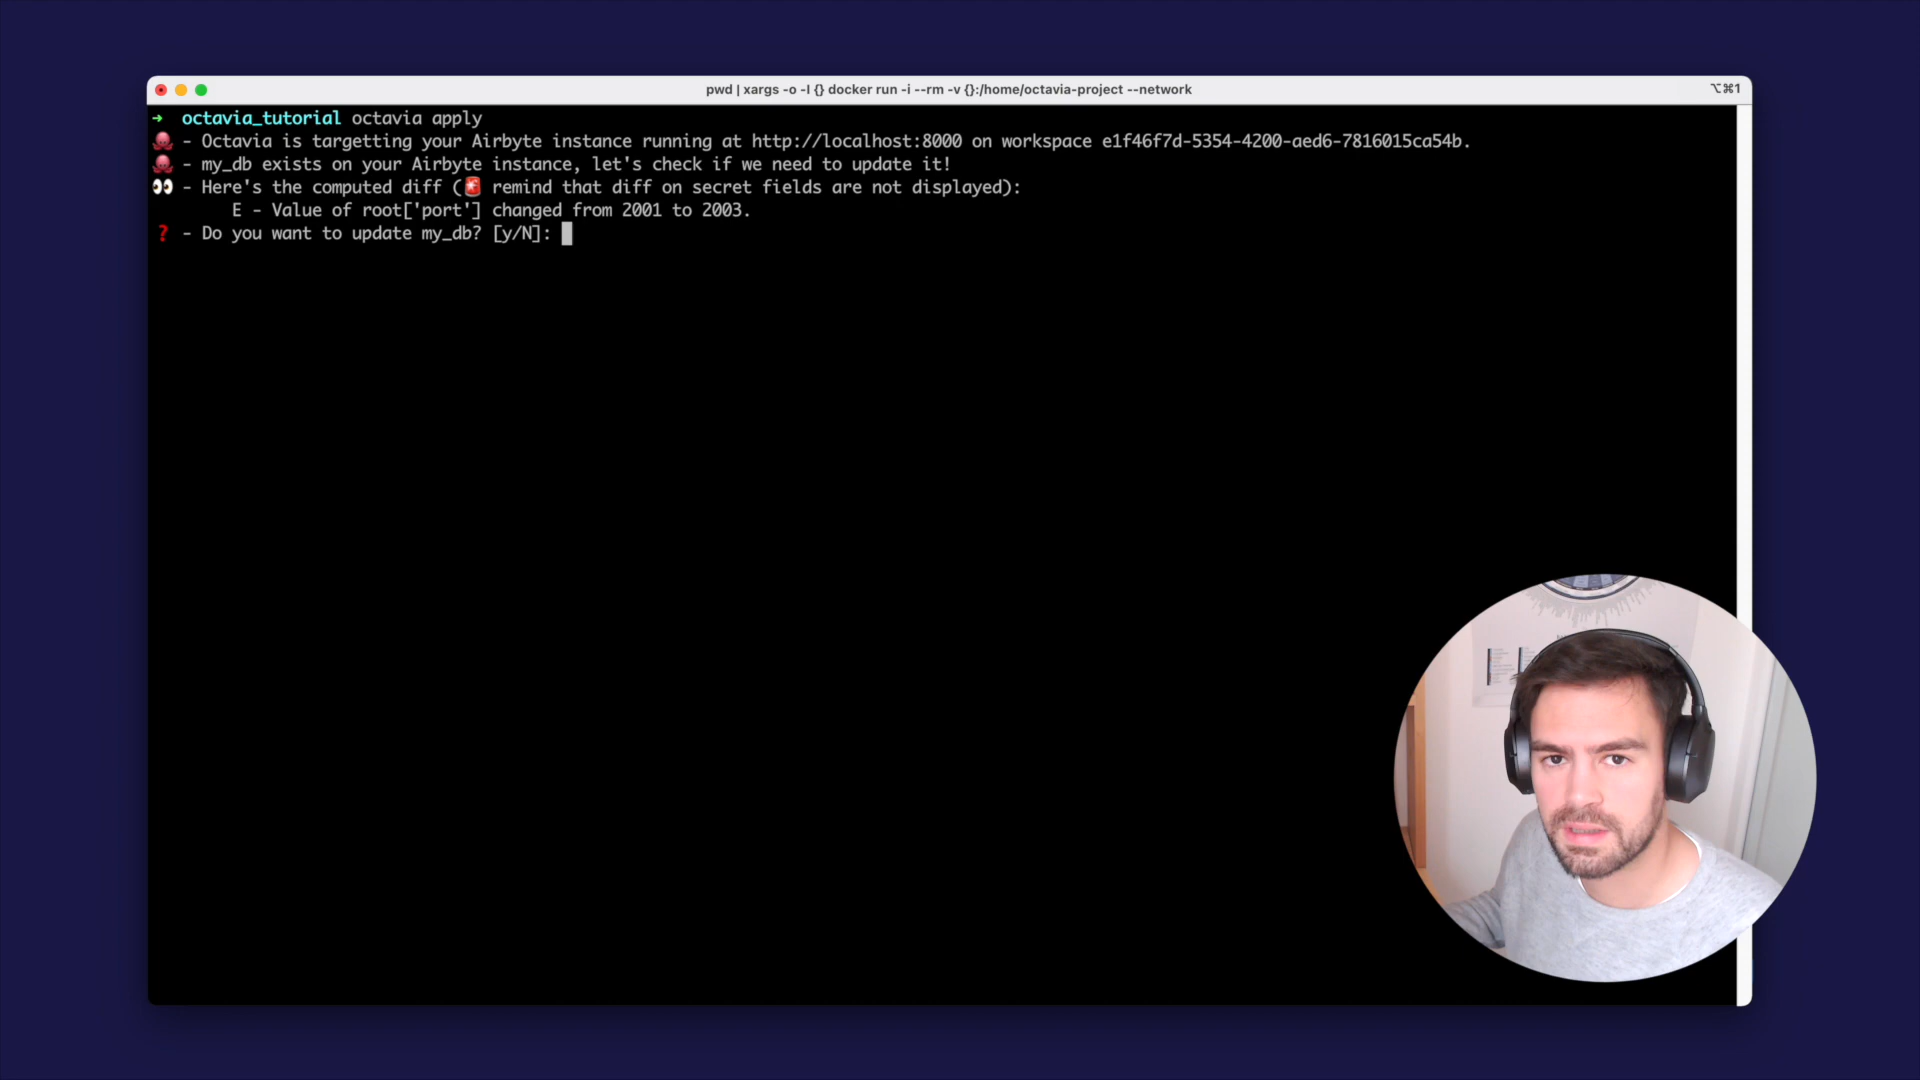 pwd | xargs -o -I {} docker run -i --rm -v {}:/home/octavia-project --network
⌥⌘1
→ octavia_tutorial octavia apply
🐙 - Octavia is targetting your Airbyte instance running at http://localhost:8000 on workspace e1f46f7d-5354-4200-aed6-7816015ca54b.
🐙 - my_db exists on your Airbyte instance, let's check if we need to update it!
👀 - Here's the computed diff (🚨 remind that diff on secret fields are not displayed):
E - Value of root['port'] changed from 2001 to 2003.
❓ - Do you want to update my_db? [y/N]: